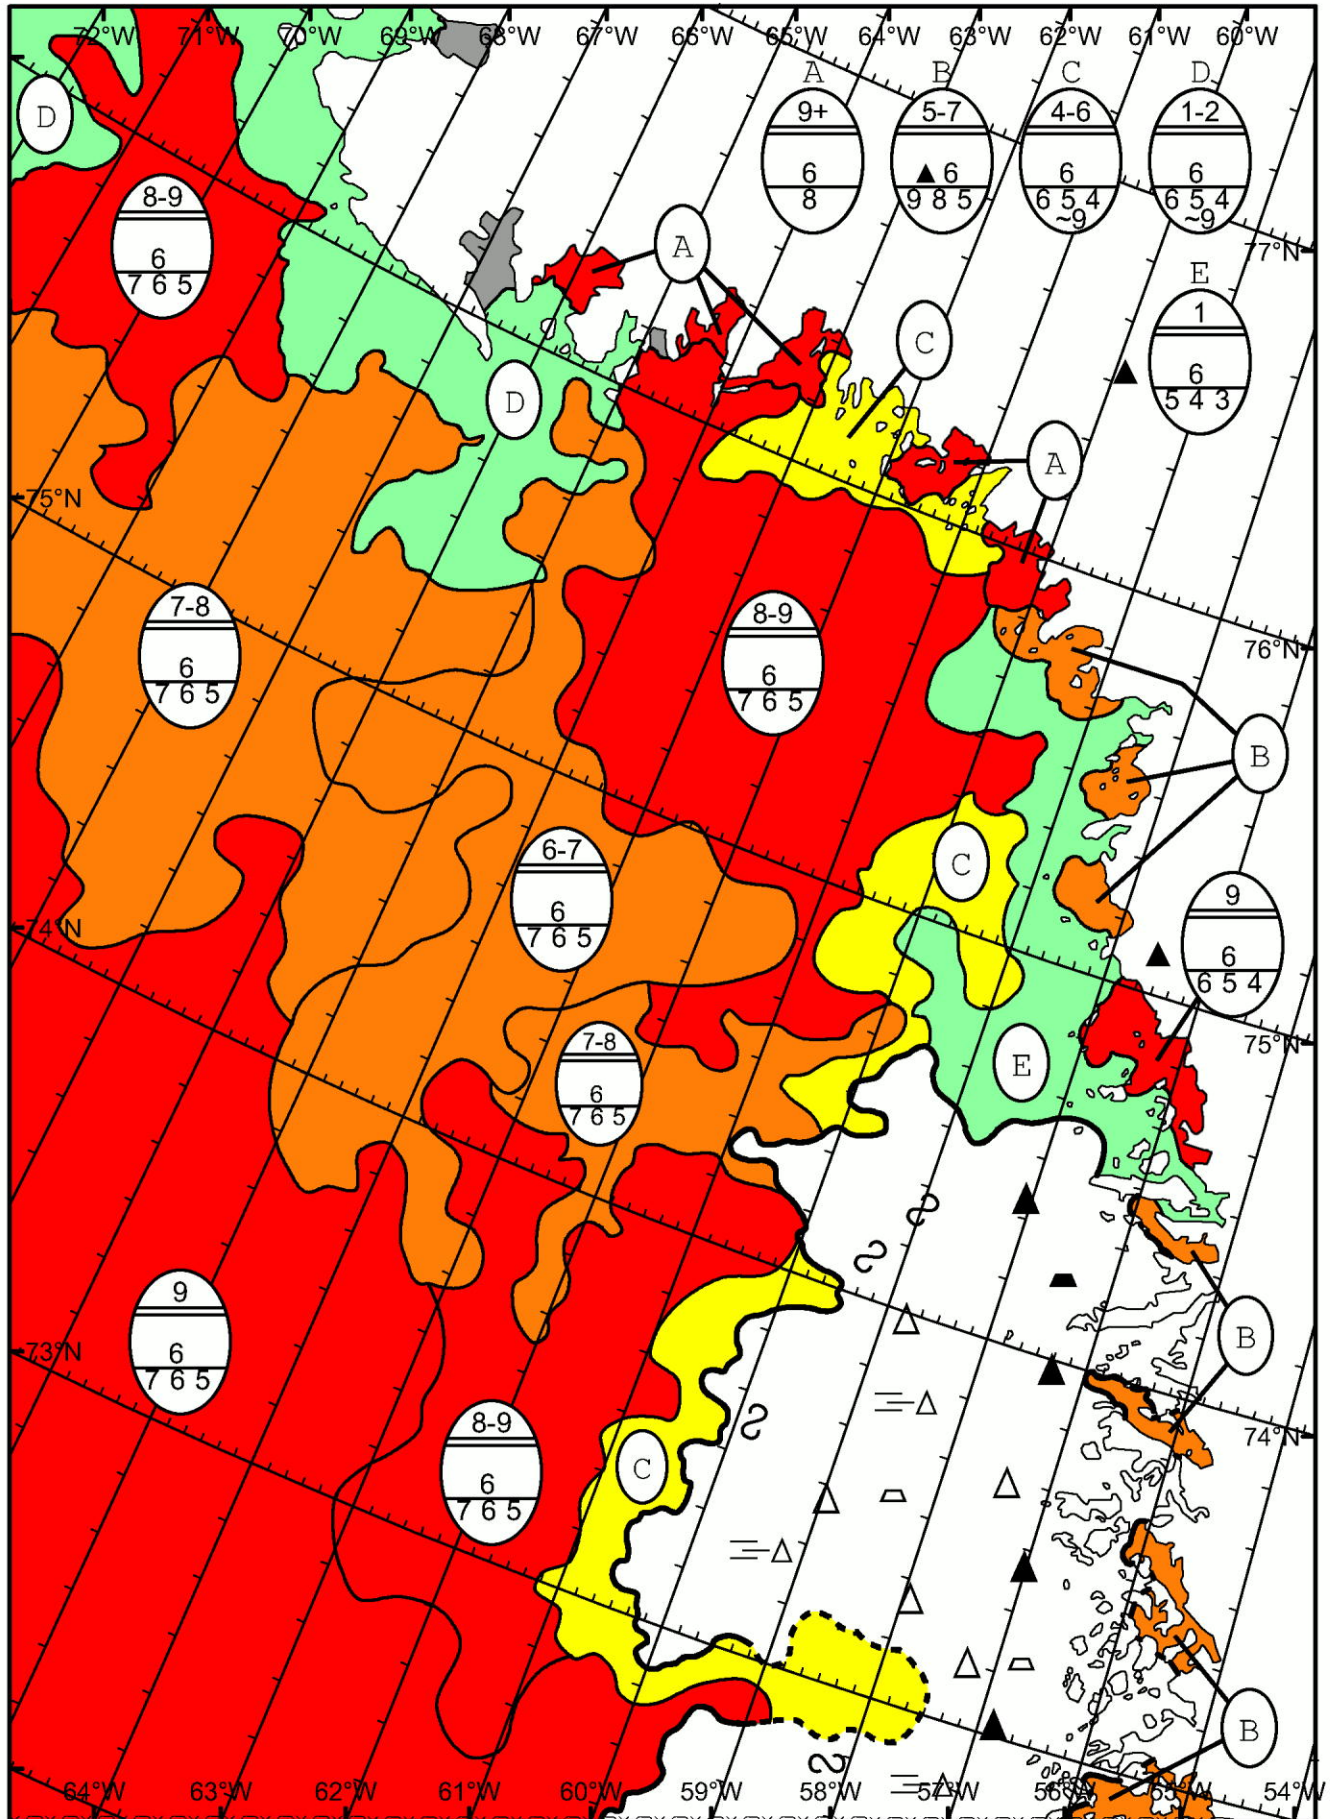 72°W 71°W 70°W 69°W 68°W 67°W 66°W 65°W 64°W 63°W 62°W 61°W 60°W
A B C D
9+ 5-7 4-6 1-2
6 ▲6 6 6
8 9 8 5 6 5 4 6 5 4
~9 ~9
D
8-9
6
7 6 5
A
77°N
E
1
6
5 4 3
C
D
A
75°N
7-8
6
7 6 5
8-9
6
7 6 5
76°N
B
6-7
6
7 6 5
C
9
6
6 5 4
74°N
7-8
6
7 6 5
E
75°N
9
6
7 6 5
B
73°N
8-9
6
7 6 5
C
74°N
B
64°W 63°W 62°W 61°W 60°W 59°W 58°W 57°W 56°W 55°W 54°W